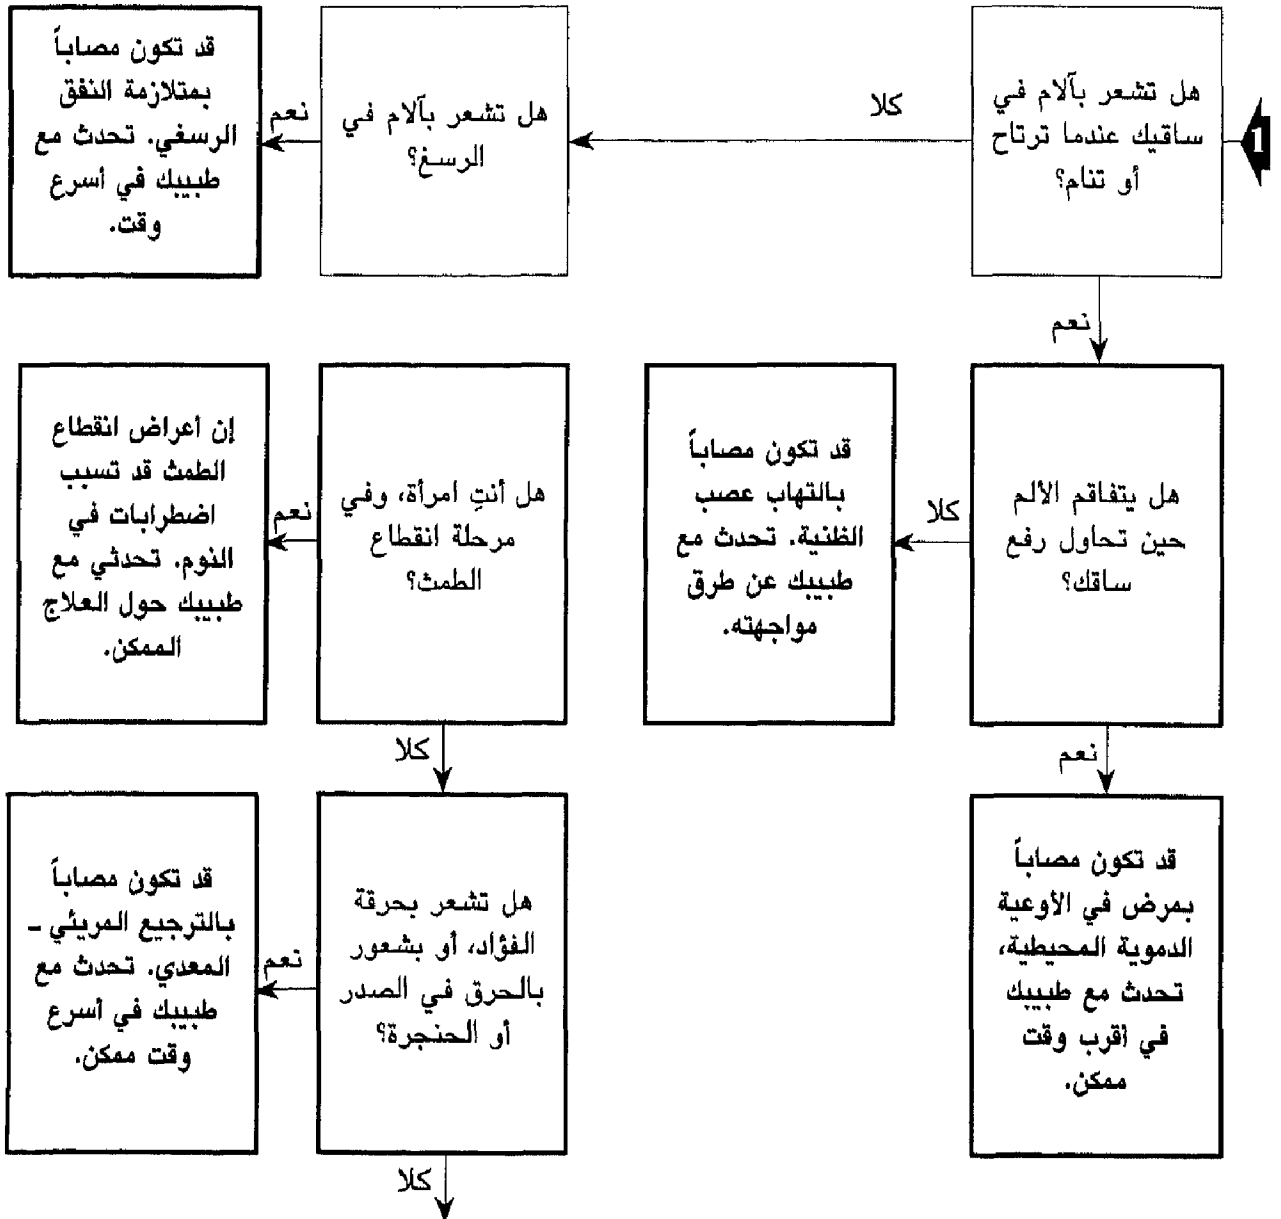 1
هل تشعر بآلام في
ساقيك عندما ترتاح
أو تنام؟
كلا
هل تشعر بآلام في
الرسغ؟
نعم
قد تكون مصاباً
بمتلازمة النفق
الرسغي. تحدث مع
طبيبك في أسرع
وقت.
نعم
هل يتفاقم الألم
حين تحاول رفع
ساقك؟
كلا
قد تكون مصاباً
بالتهاب عصب
الظنية. تحدث مع
طبيبك عن طرق
مواجهته.
هل أنتِ امرأة، وفي
مرحلة انقطاع
الطمث؟
نعم
إن أعراض انقطاع
الطمث قد تسبب
اضطرابات في
النوم. تحدثي مع
طبيبك حول العلاج
الممكن.
نعم
كلا
قد تكون مصاباً
بمرض في الأوعية
الدموية المحيطية،
تحدث مع طبيبك
في أقرب وقت
ممكن.
هل تشعر بحرقة
الفؤاد، أو بشعور
بالحرق في الصدر
أو الحنجرة؟
نعم
قد تكون مصاباً
بالترجيع المريئي ـ
المعدي. تحدث مع
طبيبك في أسرع
وقت ممكن.
كلا